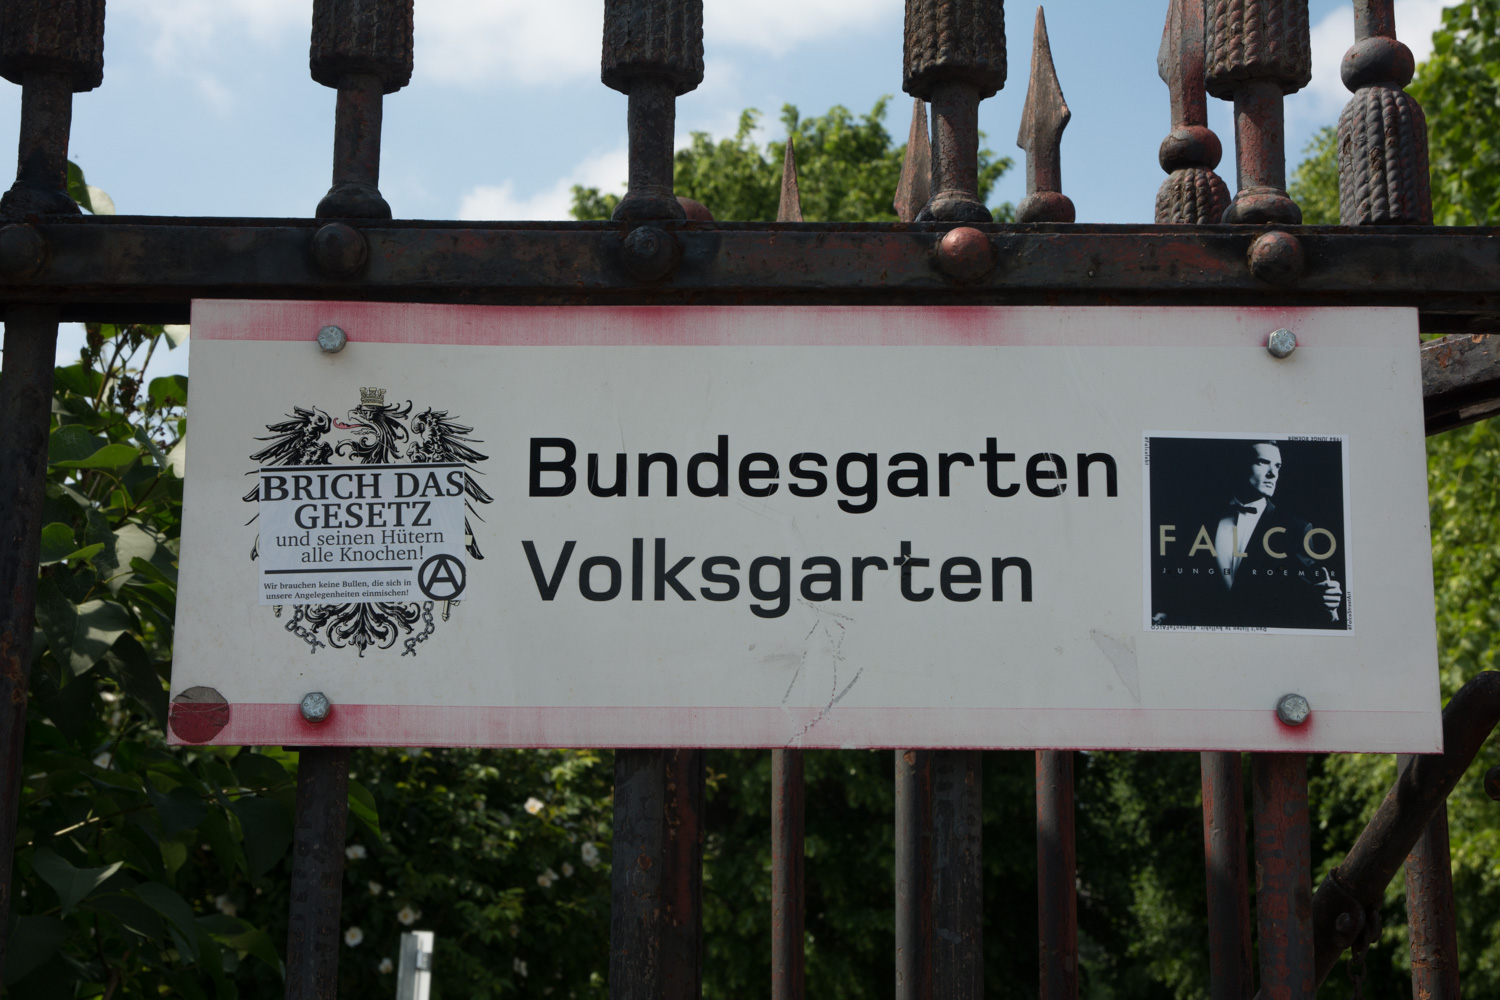 Bundesgarten
Volksgarten
BRICH DAS
GESETZ
und seinen Hütern
alle Knochen!
Wir brauchen keine Bullen, die sich in
unsere Angelegenheiten einmischen!
FALCO
JUNGE ROEMER